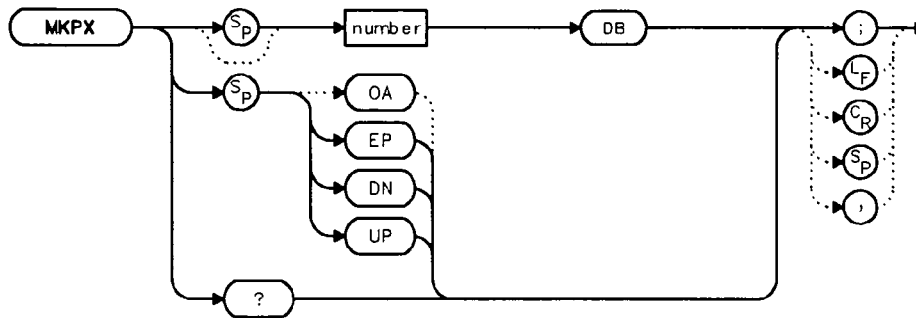 MKPX SP number DB ;
LF
SP OA CR
EP SP
DN ,
UP
?